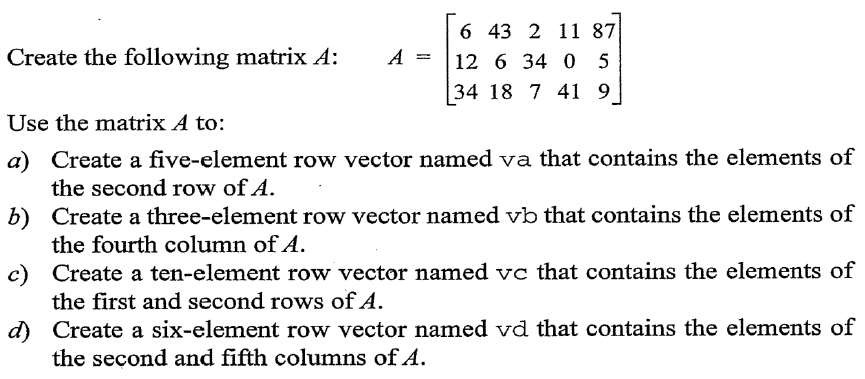 6 43 2 11 87
Create the following matrix A: A = 12 6 34 0 5
34 18 7 41 9
Use the matrix A to:
a) Create a five-element row vector named va that contains the elements of
the second row of A.
b) Create a three-element row vector named vb that contains the elements of
the fourth column of A.
c) Create a ten-element row vector named vc that contains the elements of
the first and second rows of A.
d) Create a six-element row vector named vd that contains the elements of
the second and fifth columns of A.